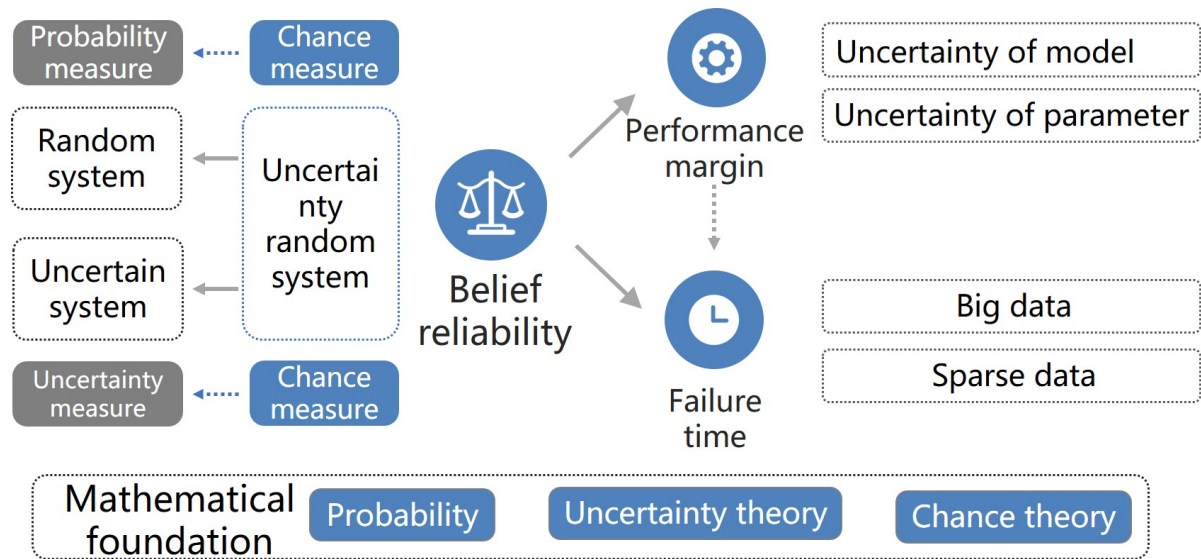 Probability
measure
Chance
measure
Random
system
Uncertai
nty
random
system
Uncertain
system
Uncertainty
measure
Chance
measure
Belief
reliability
Performance
margin
Failure
time
Uncertainty of model
Uncertainty of parameter
Big data
Sparse data
Mathematical
foundation
Probability
Uncertainty theory
Chance theory